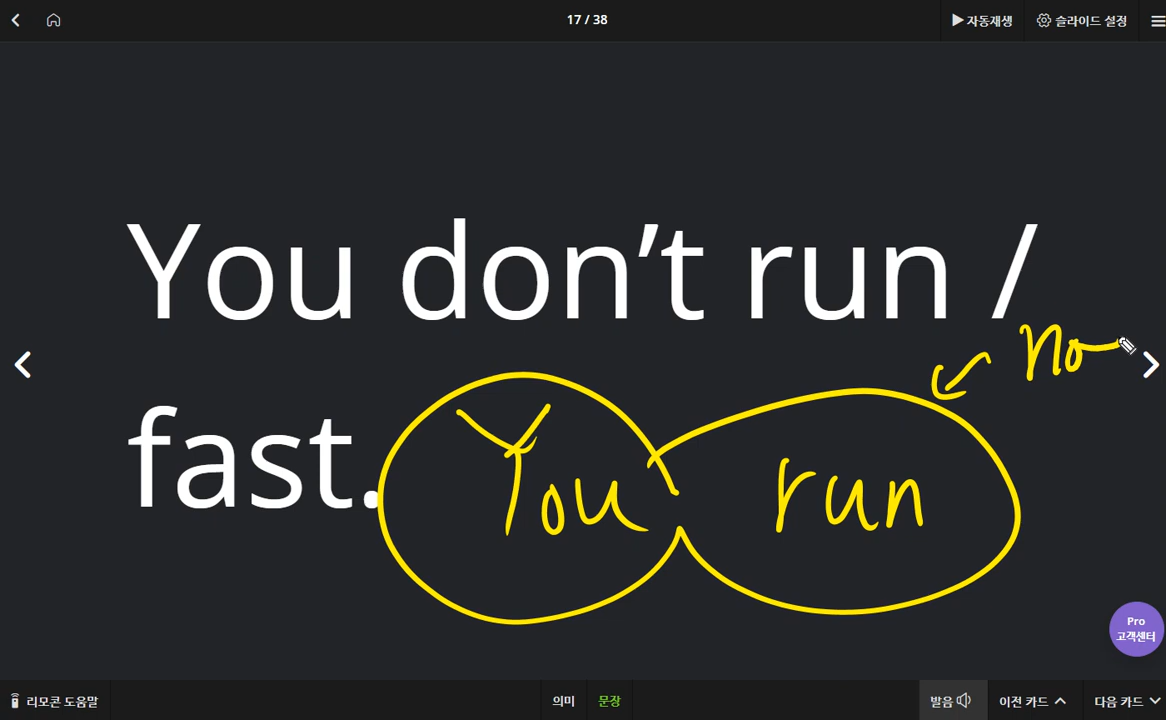 17 / 38
자동재생
슬라이드 설정
You don't run /
fast.
no
You
run
Pro
고객센터
리모콘 도움말
의미
문장
발음
이전 카드
다음 카드